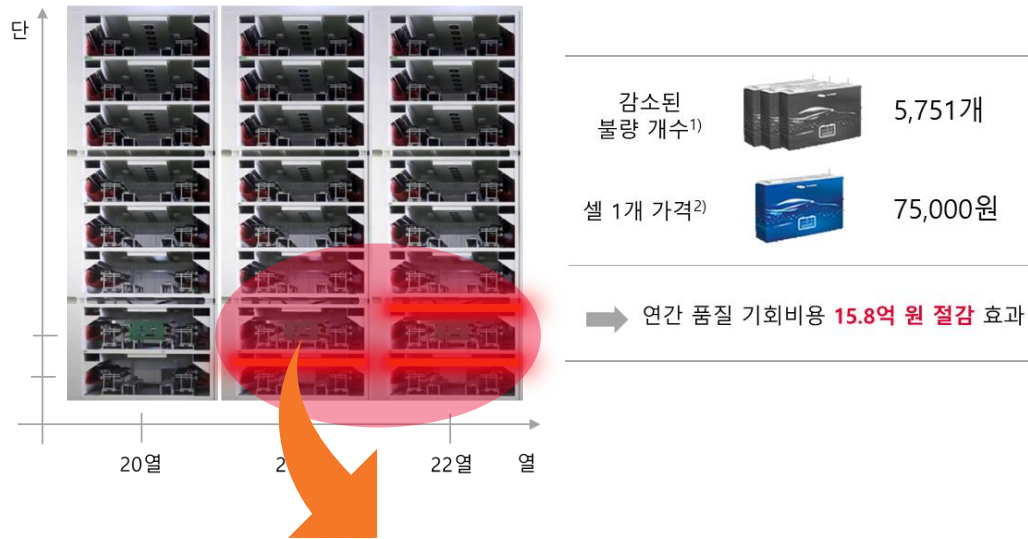 단
감소된
불량 개수1)
5,751개
셀 1개 가격2)
75,000원
연간 품질 기회비용 15.8억 원 절감 효과
20열
2
22열
열